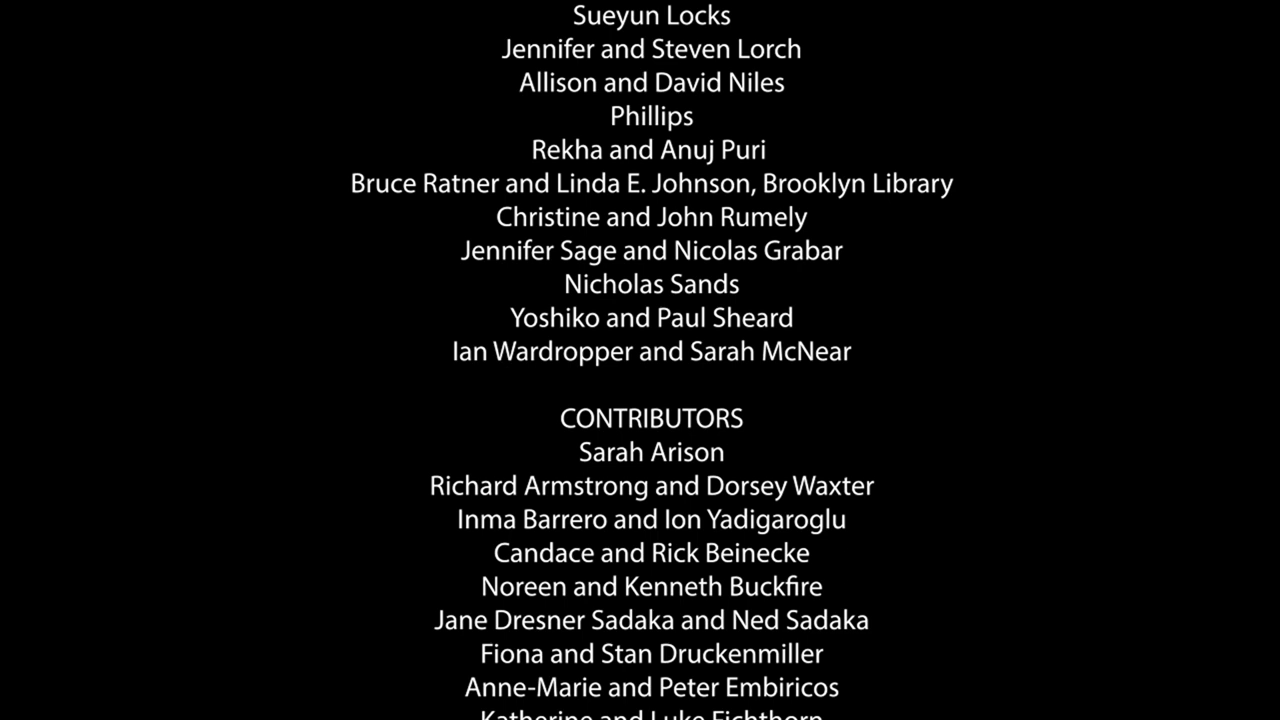 Sueyun Locks
Jennifer and Steven Lorch
Allison and David Niles
Phillips
Rekha and Anuj Puri
Bruce Ratner and Linda E. Johnson, Brooklyn Library
Christine and John Rumely
Jennifer Sage and Nicolas Grabar
Nicholas Sands
Yoshiko and Paul Sheard
Ian Wardropper and Sarah McNear
CONTRIBUTORS
Sarah Arison
Richard Armstrong and Dorsey Waxter
Inma Barrero and Ion Yadigaroglu
Candace and Rick Beinecke
Noreen and Kenneth Buckfire
Jane Dresner Sadaka and Ned Sadaka
Fiona and Stan Druckenmiller
Anne-Marie and Peter Embiricos
Katherine and Luke Fichthorn